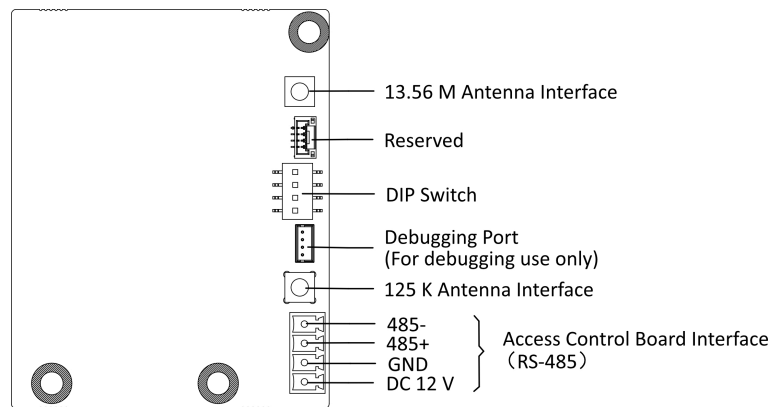 13.56 M Antenna Interface
Reserved
DIP Switch
Debugging Port
(For debugging use only)
125 K Antenna Interface
485-
485+
GND
DC 12 V
Access Control Board Interface
（RS-485）